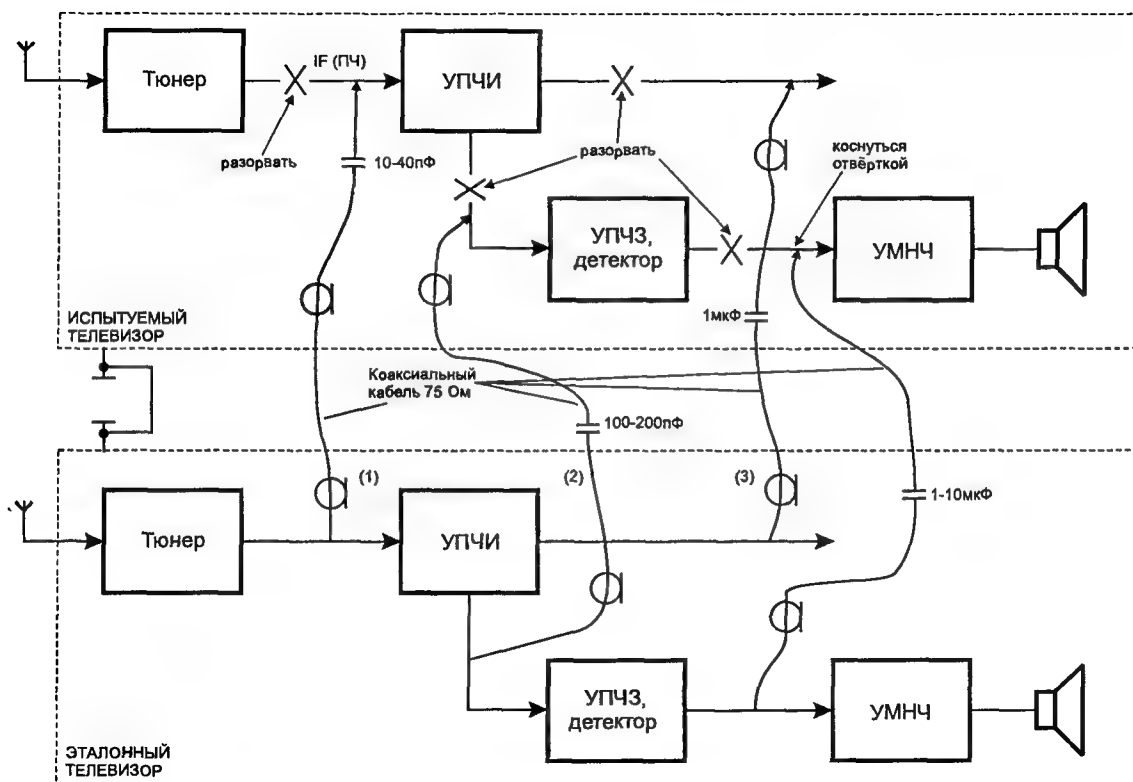 Тюнер
IF (ПЧ)
УПЧИ
разорвать
10-40пФ
разорвать
коснуться
отвёрткой
УПЧЗ,
детектор
УМНЧ
ИСПЫТУЕМЫЙ
ТЕЛЕВИЗОР
1мкФ
Коаксиальный
кабель 75 Ом
100-200пФ
(1)
(2)
(3)
1-10мкФ
Тюнер
УПЧИ
УПЧЗ,
детектор
УМНЧ
ЭТАЛОННЫЙ
ТЕЛЕВИЗОР